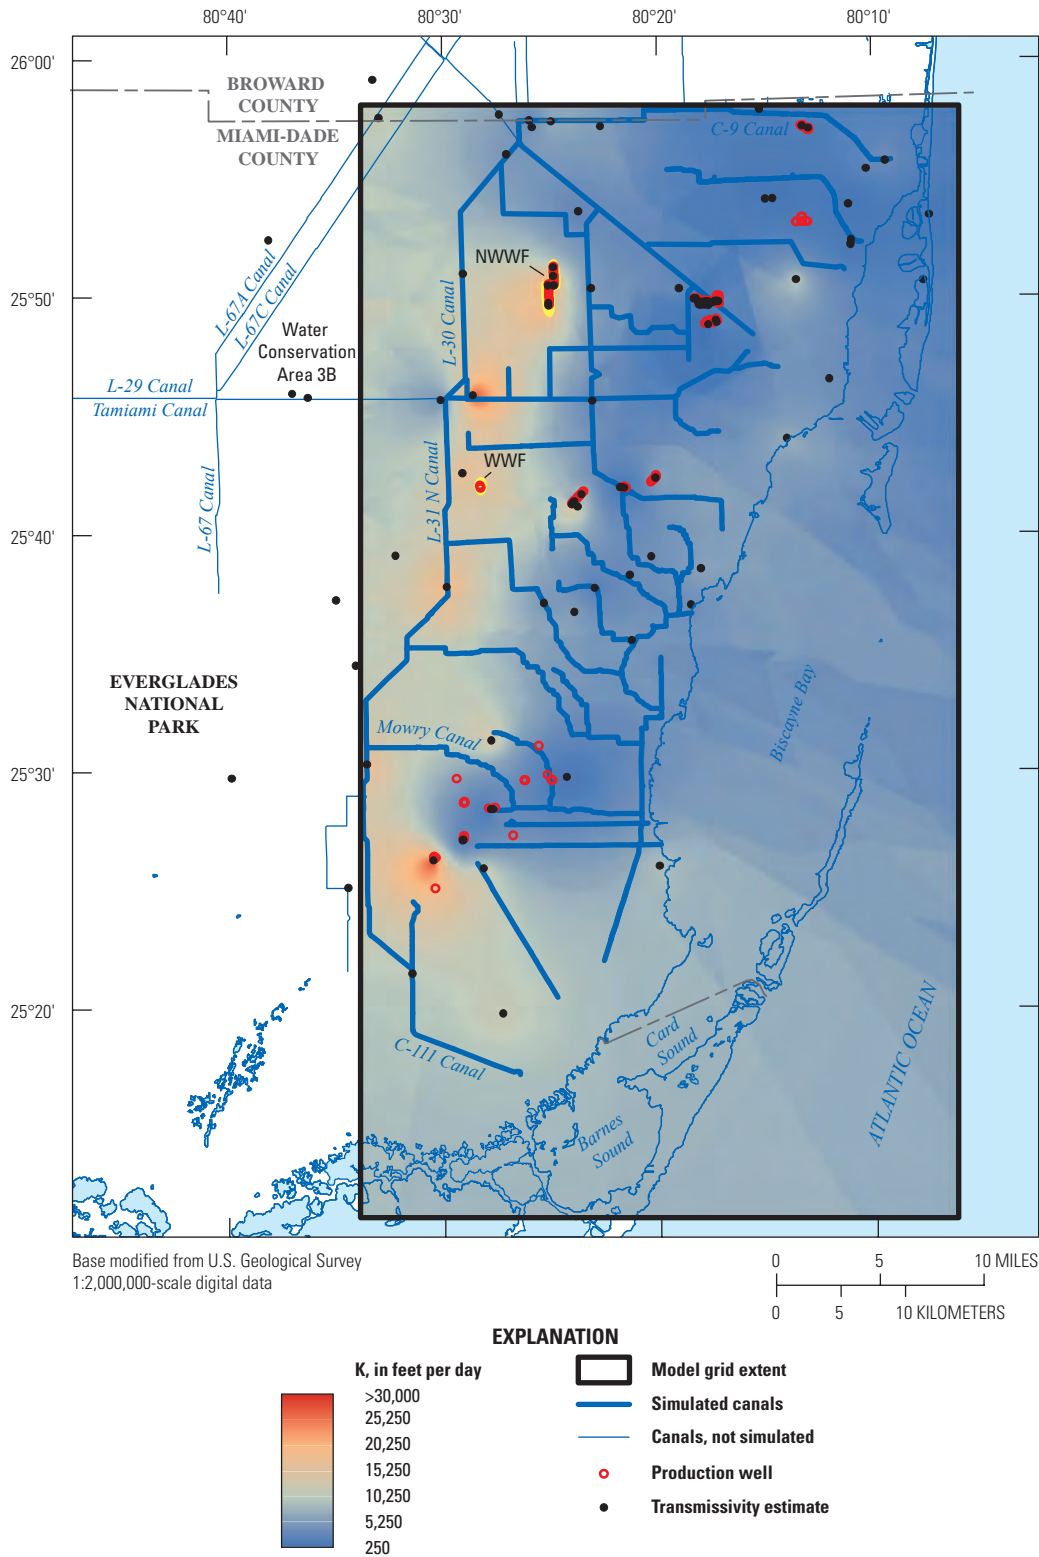 80°40'
80°30'
80°20'
80°10'
26°00'
BROWARD
COUNTY
MIAMI-DADE
COUNTY
C-9 Canal
NWWF
25°50'
L-67A Canal
L-67C Canal
L-30 Canal
Water
Conservation
Area 3B
L-29 Canal
Tamiami Canal
WWF
L-31 N Canal
L-67 Canal
25°40'
EVERGLADES
NATIONAL
PARK
Biscayne Bay
Mowry Canal
25°30'
25°20'
Card
Sound
C-111 Canal
ATLANTIC OCEAN
Barnes
Sound
Base modified from U.S. Geological Survey
1:2,000,000-scale digital data
0 5 10 MILES
0 5 10 KILOMETERS
EXPLANATION
K, in feet per day
>30,000
25,250
20,250
15,250
10,250
5,250
250
Model grid extent
Simulated canals
Canals, not simulated
Production well
Transmissivity estimate